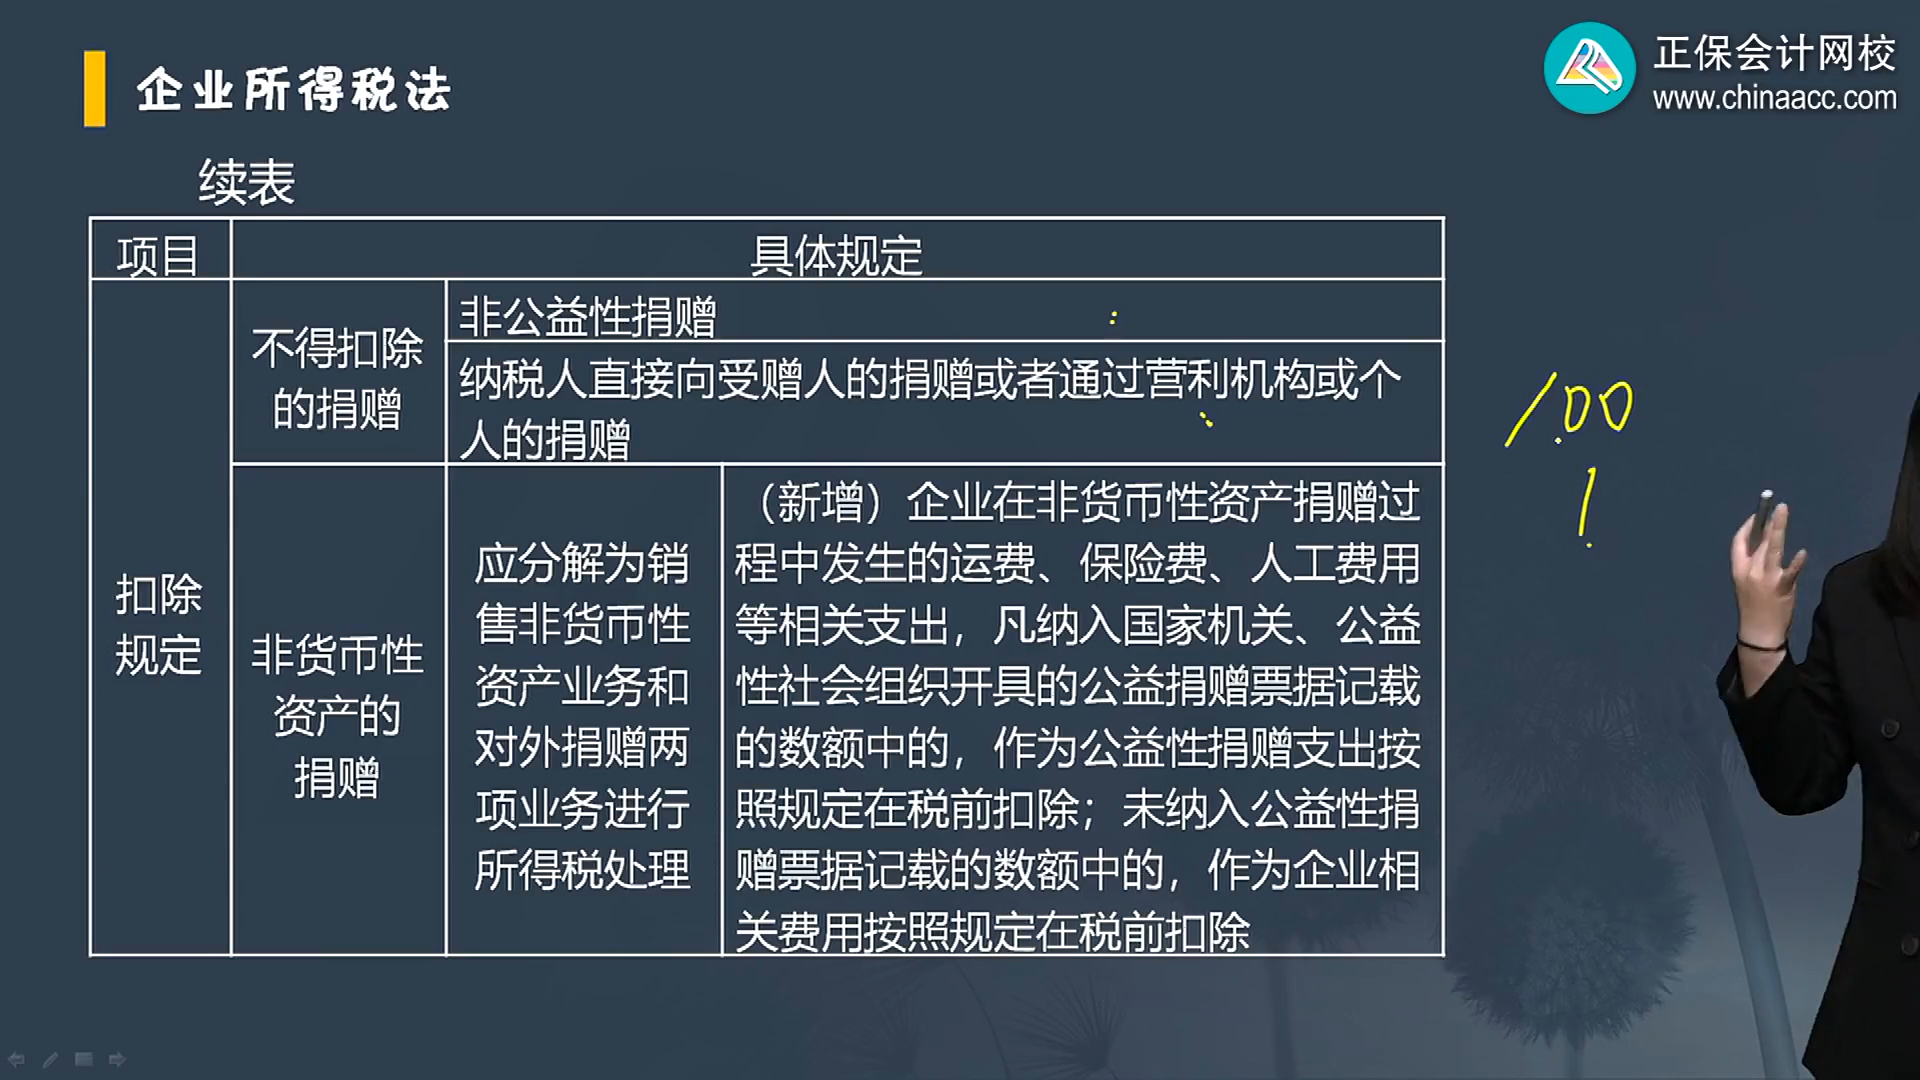 企业所得税法
正保会计网校
www.chinaacc.com
续表
项目
具体规定
扣除
规定
不得扣除
的捐赠
非公益性捐赠
纳税人直接向受赠人的捐赠或者通过营利机构或个
人的捐赠
非货币性
资产的
捐赠
应分解为销
售非货币性
资产业务和
对外捐赠两
项业务进行
所得税处理
（新增）企业在非货币性资产捐赠过
程中发生的运费、保险费、人工费用
等相关支出，凡纳入国家机关、公益
性社会组织开具的公益捐赠票据记载
的数额中的，作为公益性捐赠支出按
照规定在税前扣除；未纳入公益性捐
赠票据记载的数额中的，作为企业相
关费用按照规定在税前扣除
100
1